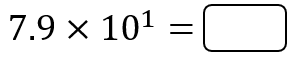 7.9 × 10¹ =